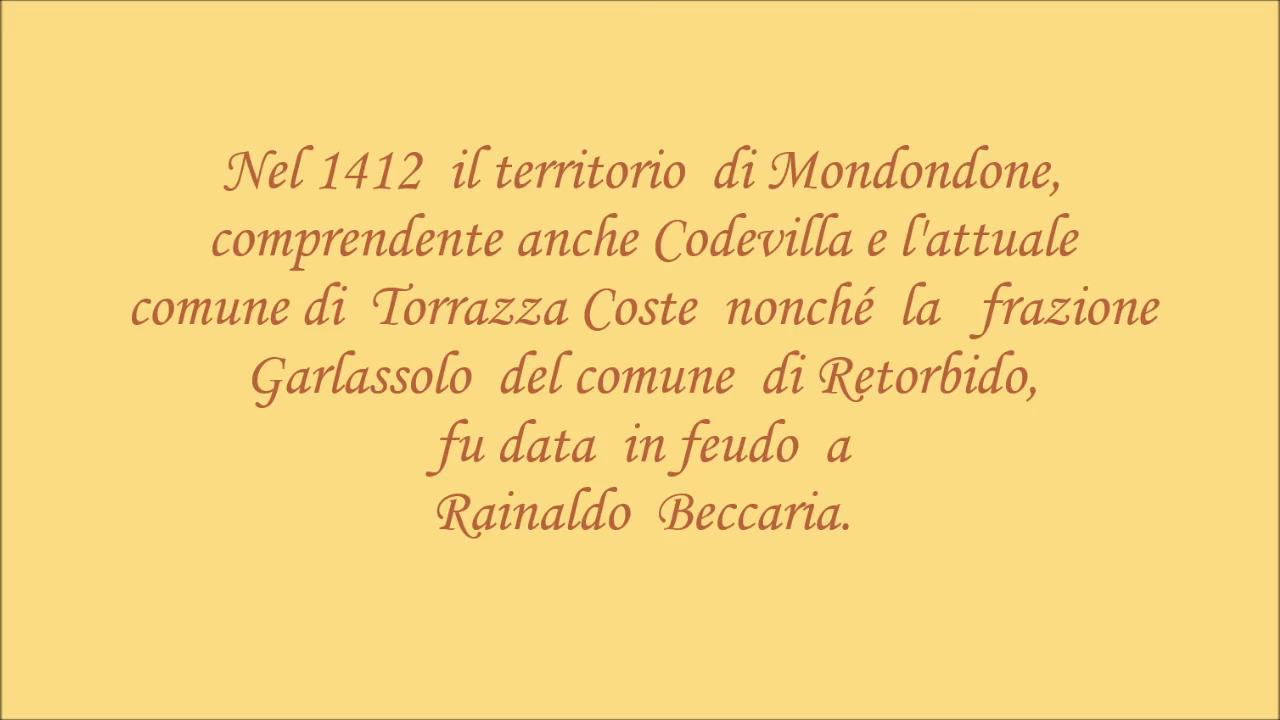 Nel 1412 il territorio di Mondondone,
comprendente anche Codevilla e l'attuale
comune di Torrazza Coste nonché la frazione
Garlassolo del comune di Retorbido,
fu data in feudo a
Rainaldo Beccaria.